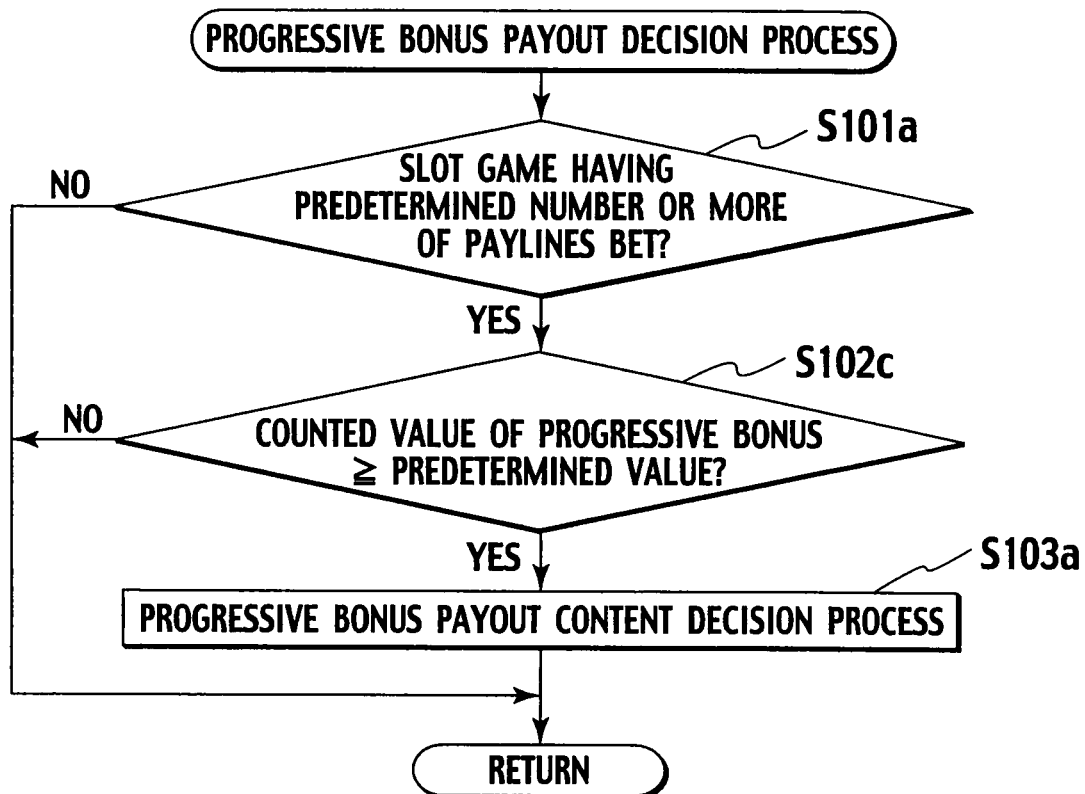 PROGRESSIVE BONUS PAYOUT DECISION PROCESS
S101a
SLOT GAME HAVING
PREDETERMINED NUMBER OR MORE
OF PAYLINES BET?
NO
YES
S102c
COUNTED VALUE OF PROGRESSIVE BONUS
≧ PREDETERMINED VALUE?
NO
YES
S103a
PROGRESSIVE BONUS PAYOUT CONTENT DECISION PROCESS
RETURN